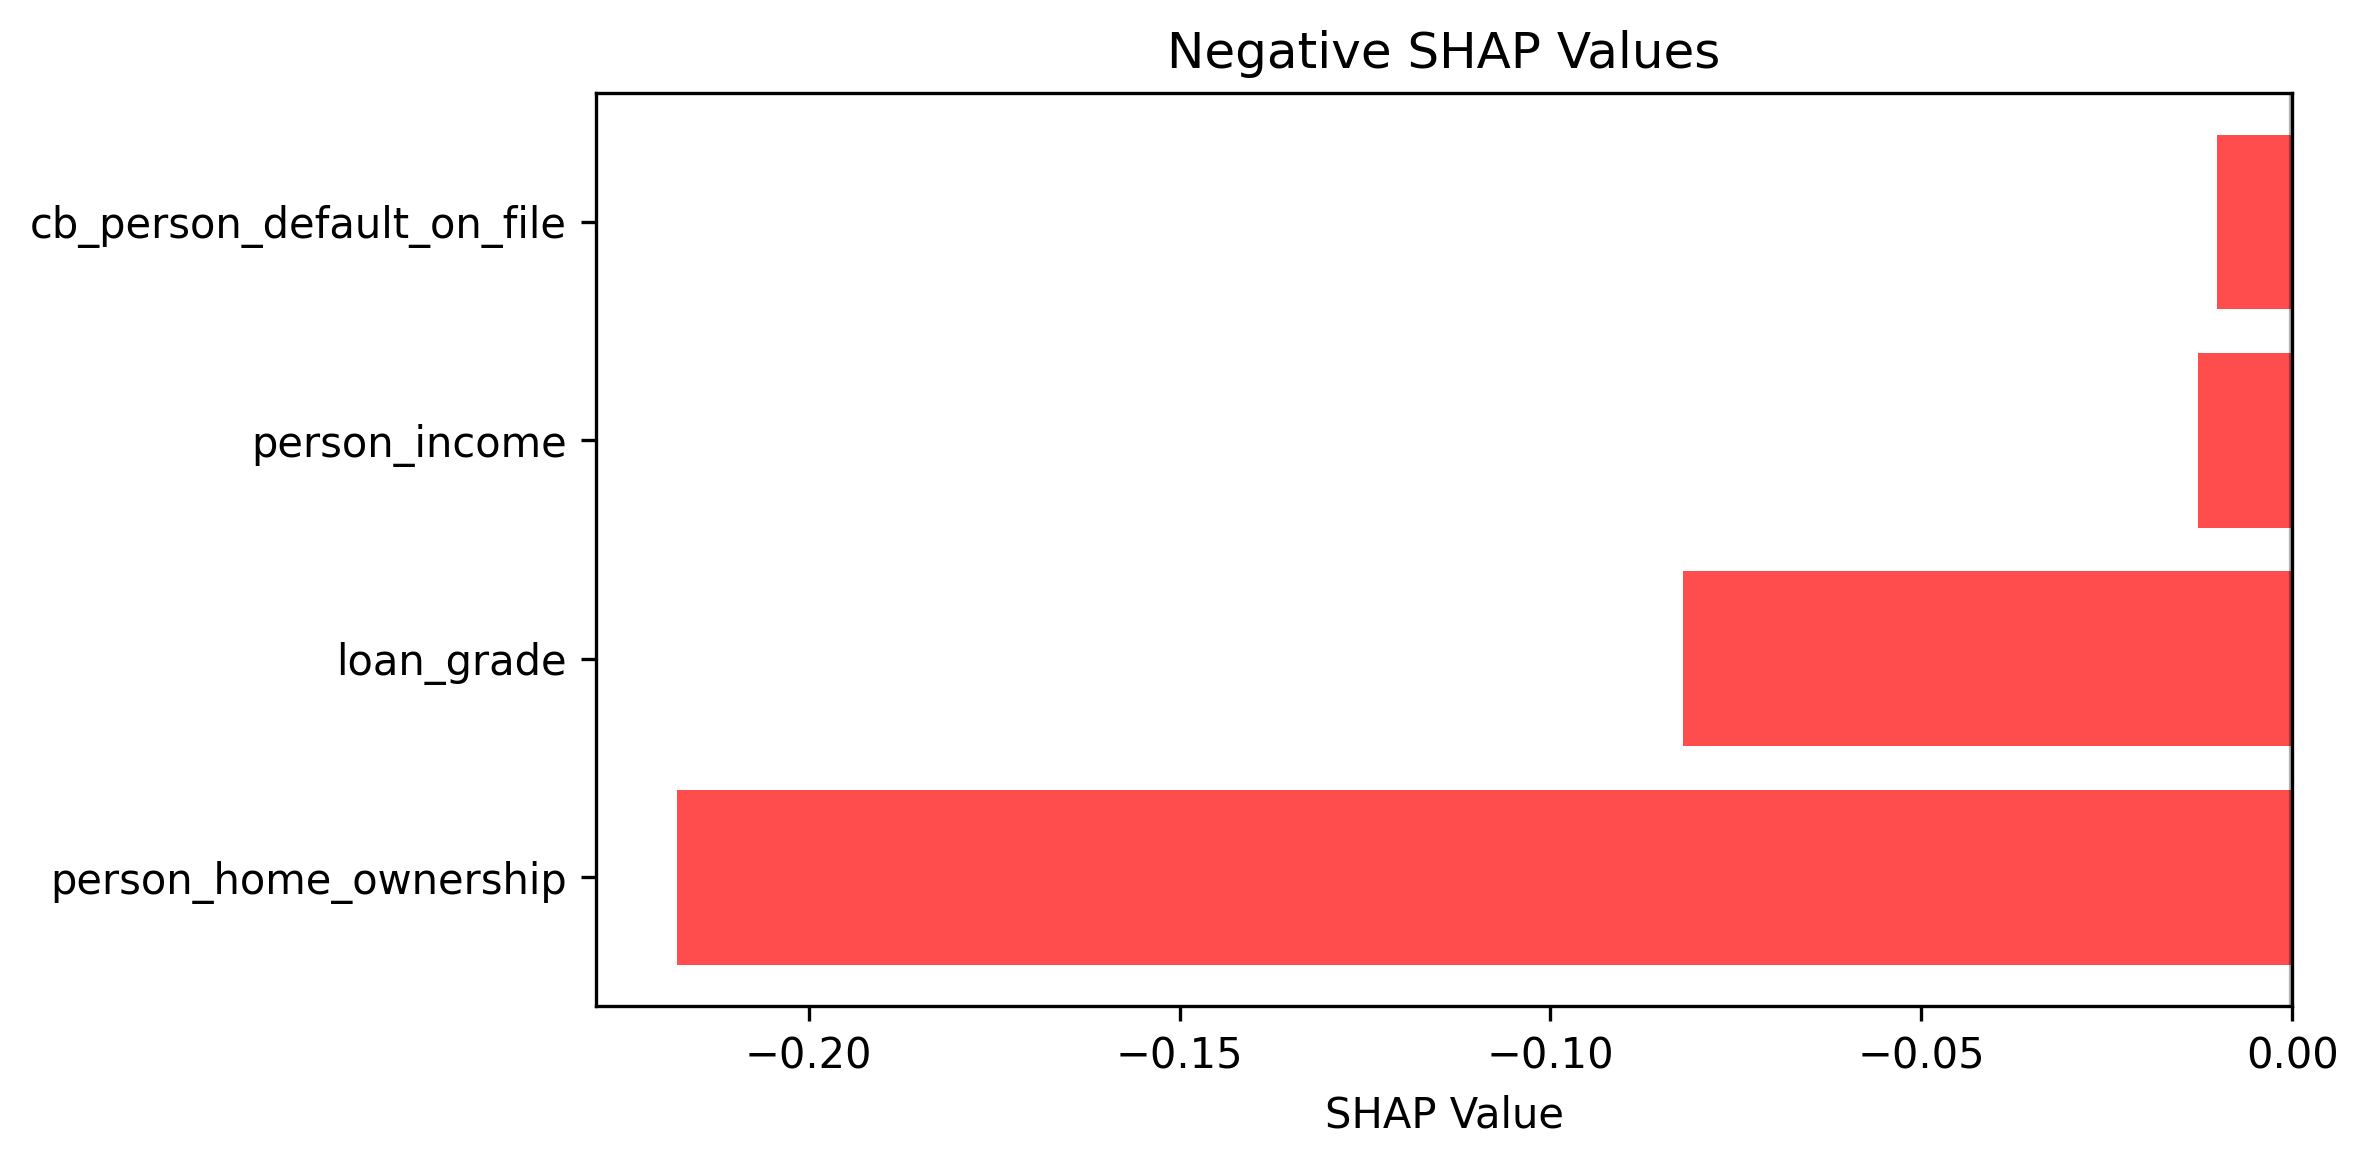 Negative SHAP Values
cb_person_default_on_file
person_income
loan_grade
person_home_ownership
−0.20 −0.15 −0.10 −0.05 0.00
SHAP Value